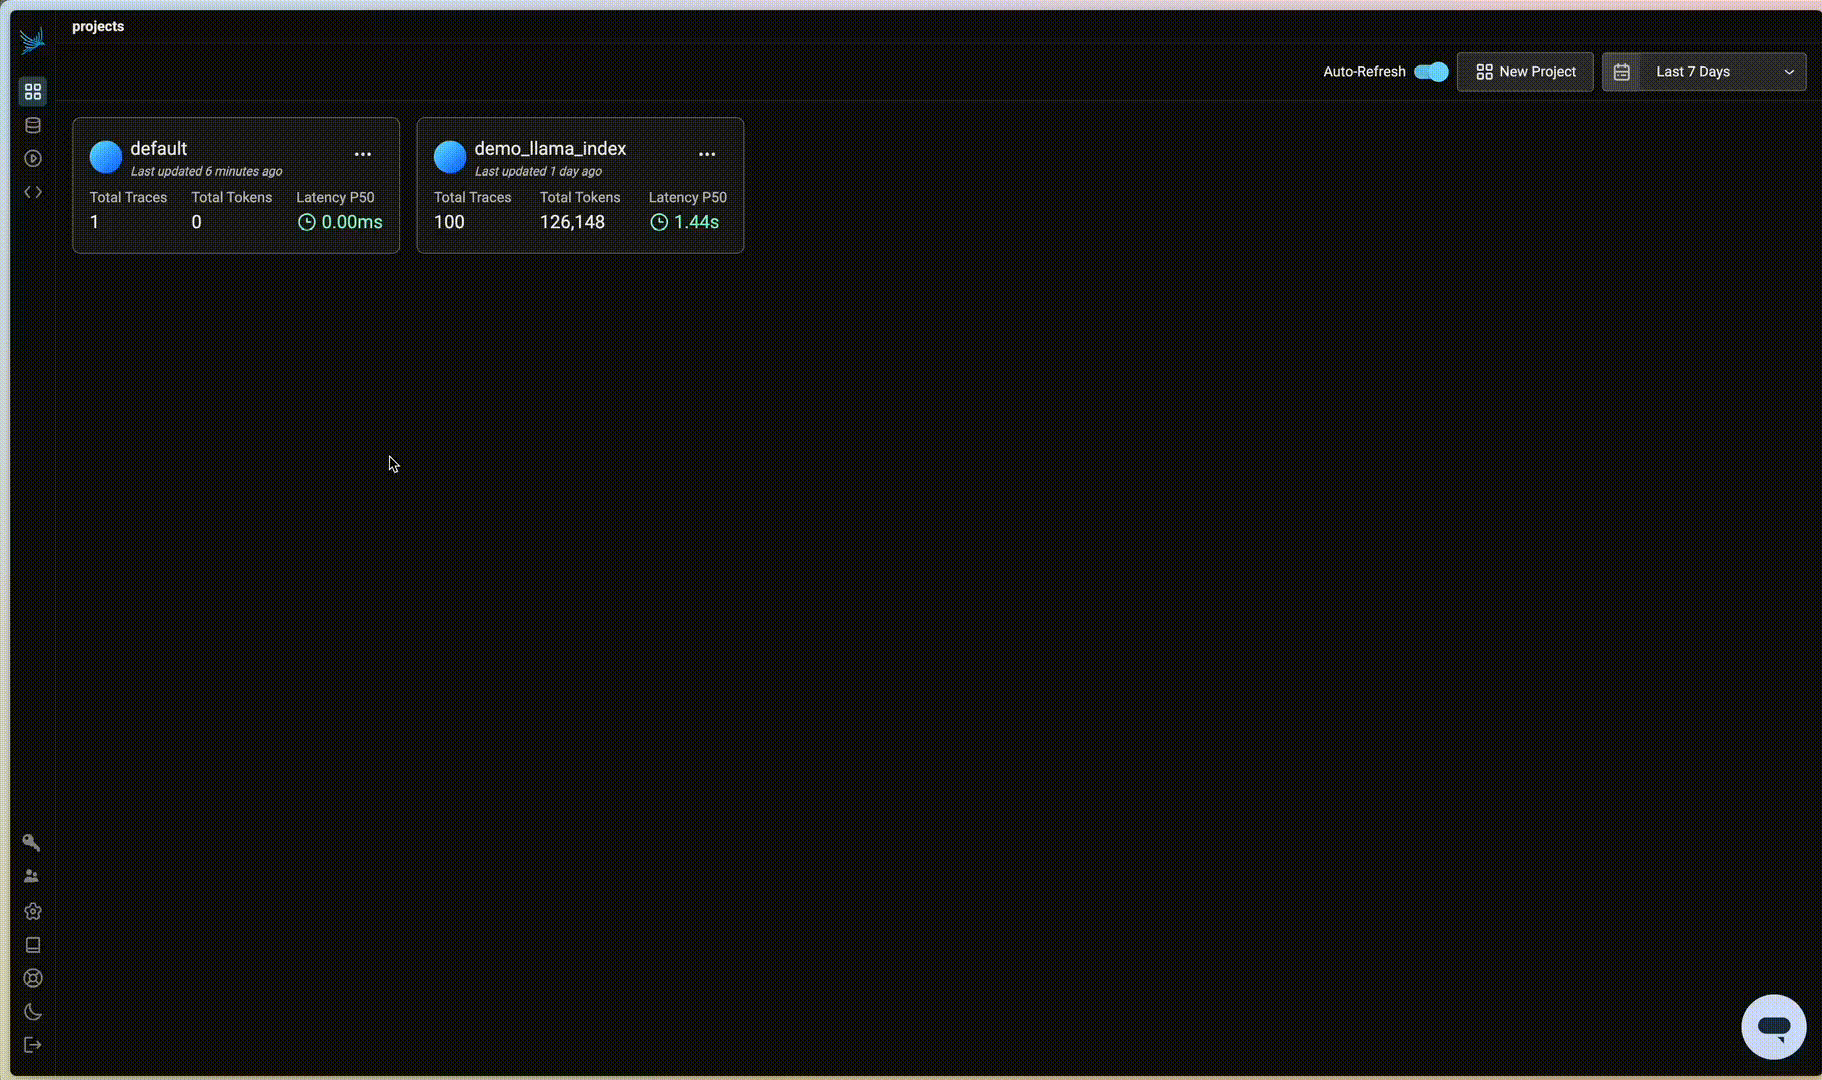 projects
Auto-Refresh
New Project
Last 7 Days
default
Last updated 6 minutes ago
Total Traces Total Tokens Latency P50
1 0 0.00ms
demo_llama_index
Last updated 1 day ago
Total Traces Total Tokens Latency P50
100 126,148 1.44s